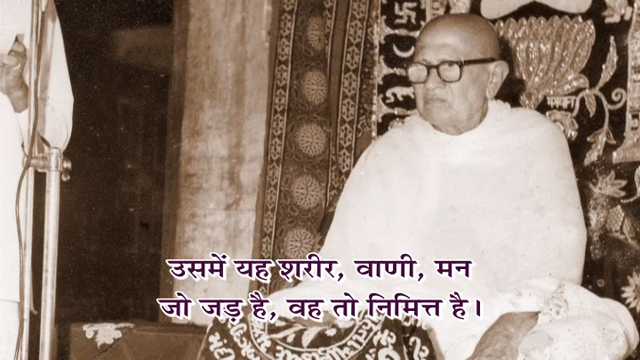 उसमें यह शरीर, वाणी, मन
जो जड़ है, वह तो निमित्त है।